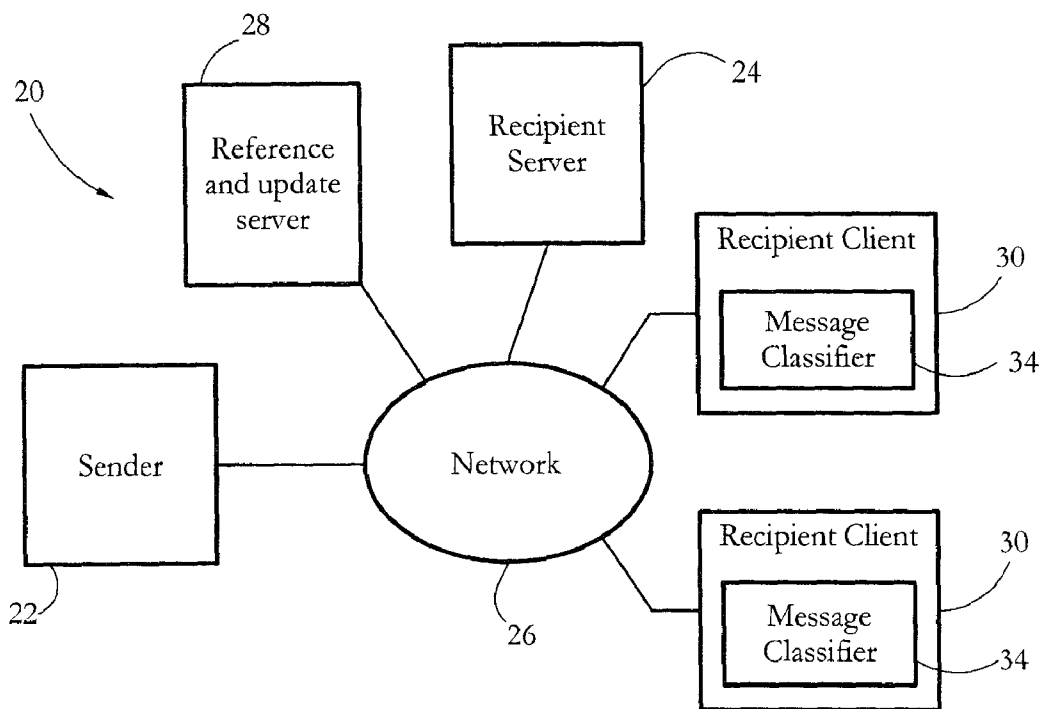 28
24
20
Reference
and update
server
Recipient
Server
Recipient Client
30
Message
Classifier
34
Sender
Network
22
26
Recipient Client
30
Message
Classifier
34